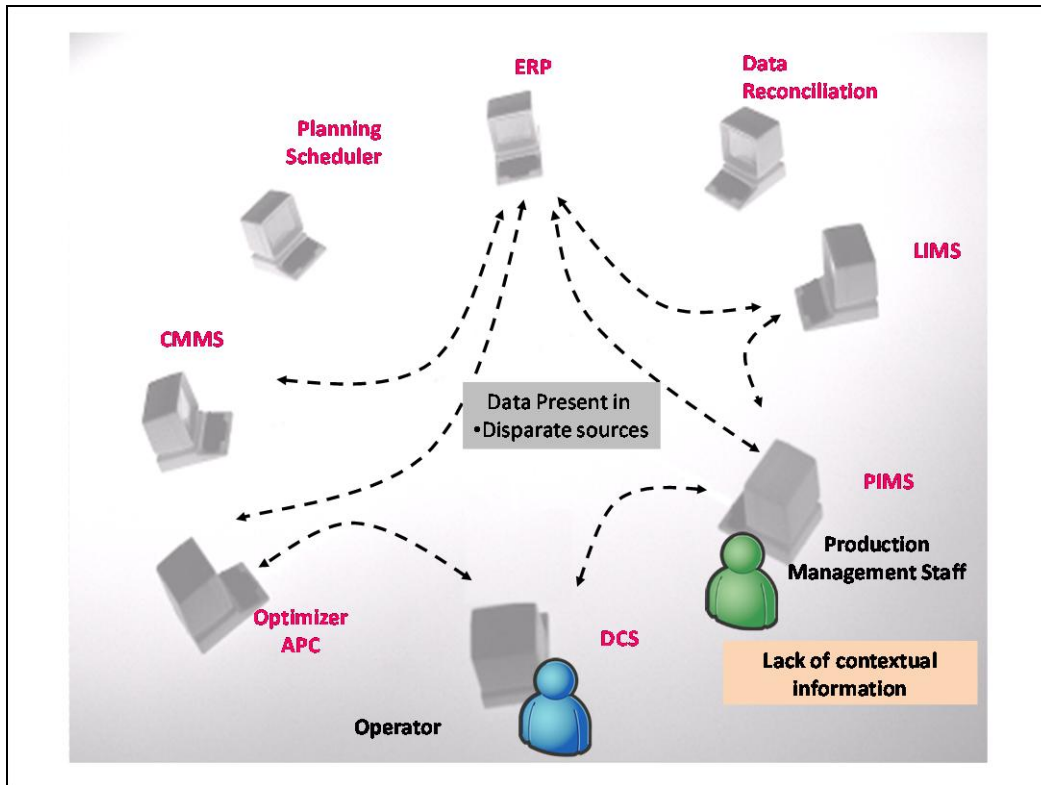 ERP
Data
Reconciliation
Planning
Scheduler
LIMS
CMMS
Data Present in
•Disparate sources
PIMS
Production
Management Staff
Optimizer
APC
DCS
Lack of contextual
information
Operator